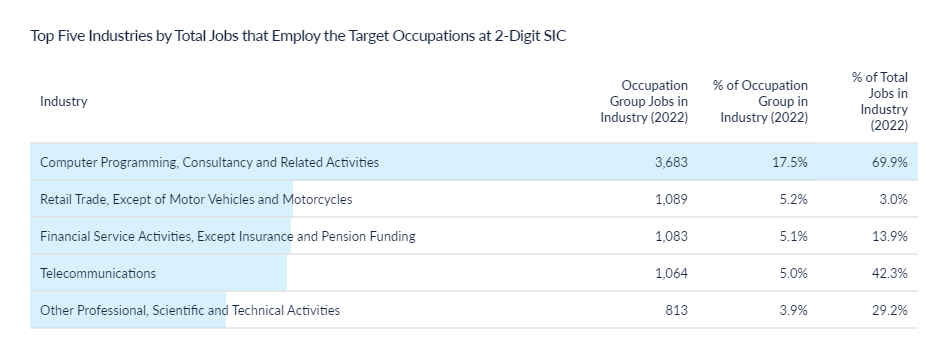 Top Five Industries by Total Jobs that Employ the Target Occupations at 2-Digit SIC
Industry
Occupation
Group Jobs in
Industry (2022)
% of Occupation
Group in
Industry (2022)
% of Total
Jobs in
Industry
(2022)
Computer Programming, Consultancy and Related Activities 3,683 17.5% 69.9%
Retail Trade, Except of Motor Vehicles and Motorcycles 1,089 5.2% 3.0%
Financial Service Activities, Except Insurance and Pension Funding 1,083 5.1% 13.9%
Telecommunications 1,064 5.0% 42.3%
Other Professional, Scientific and Technical Activities 813 3.9% 29.2%